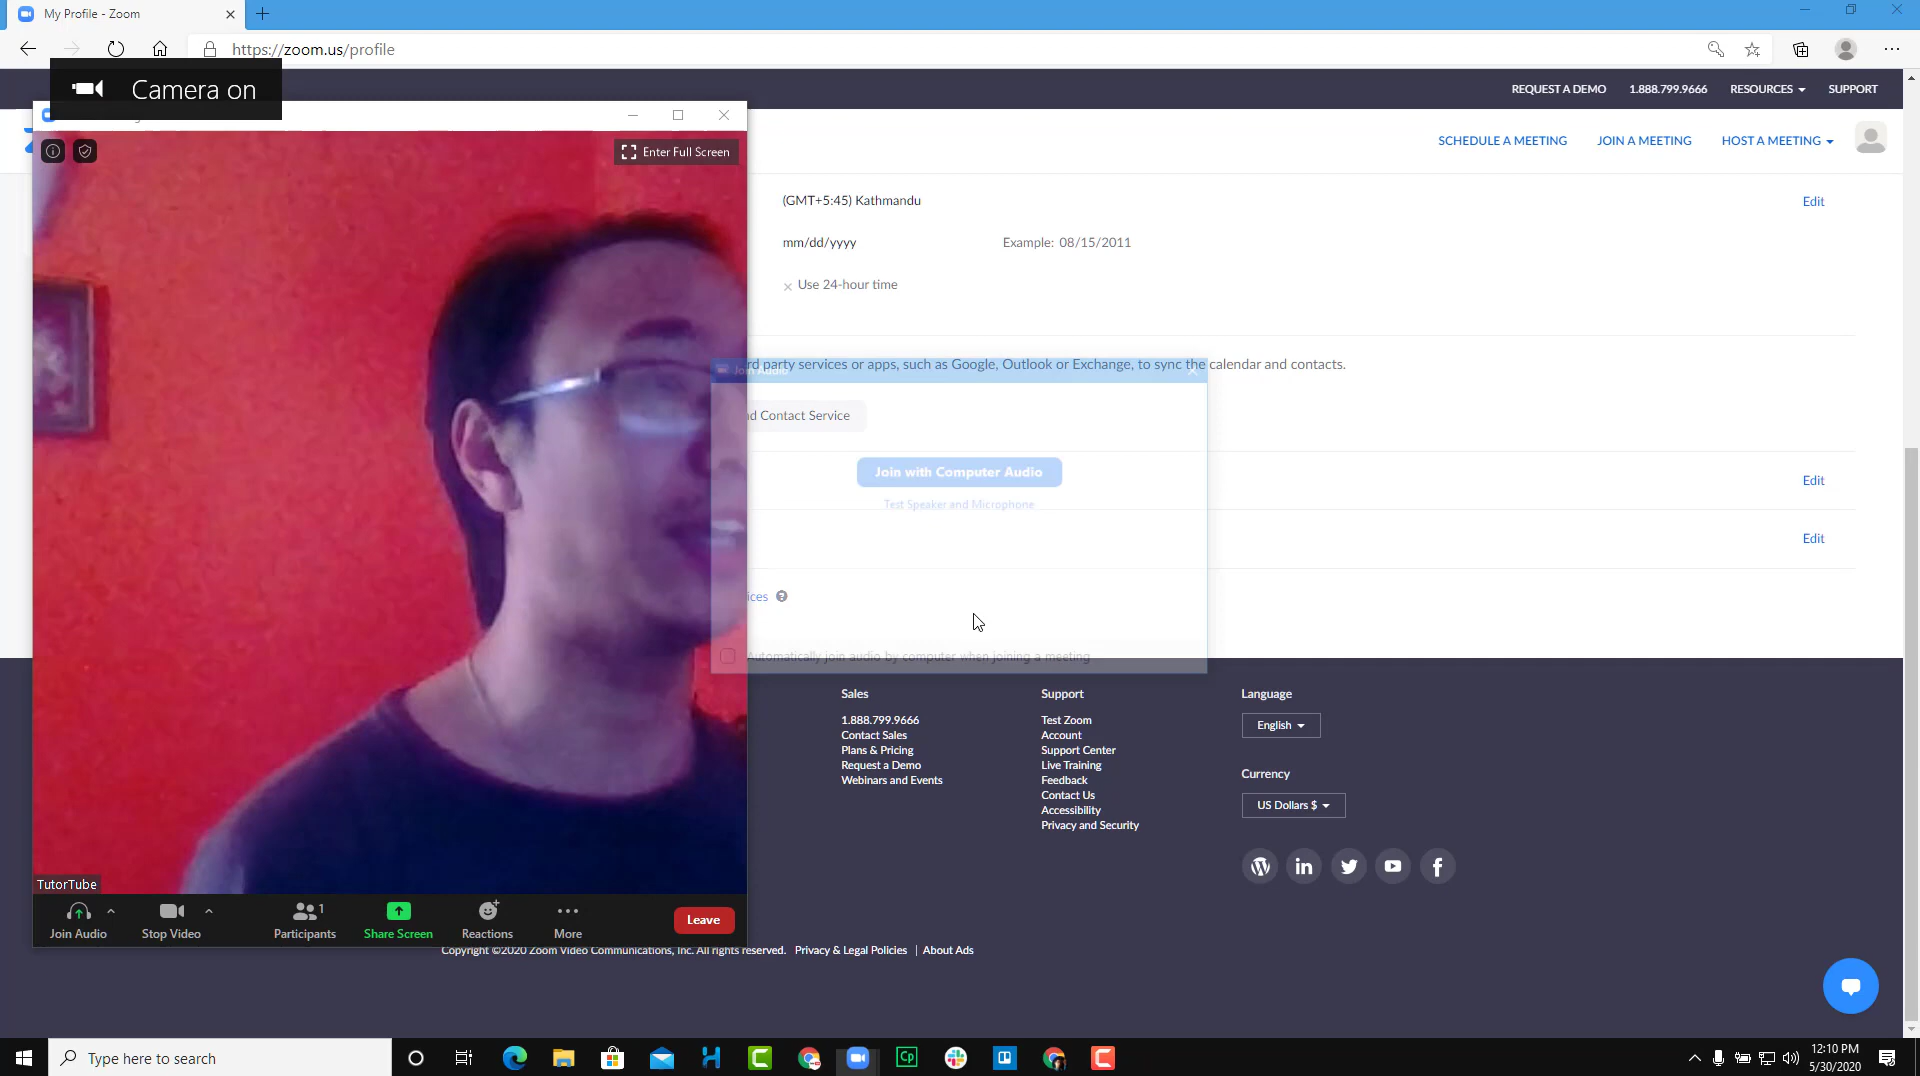 My Profile - Zoom
https://zoom.us/profile
Camera on
REQUEST A DEMO 1.888.799.9666 RESOURCES SUPPORT
Enter Full Screen
SCHEDULE A MEETING JOIN A MEETING HOST A MEETING
(GMT+5:45) Kathmandu Edit
mm/dd/yyyy Example: 08/15/2011
Use 24-hour time
party services or apps, such as Google, Outlook or Exchange, to sync the calendar and contacts.
Join Audio
Contact Service
Join with Computer Audio
Edit
Test Speaker and Microphone
Edit
Automatically join audio by computer when joining a meeting
Sales Support Language
1.888.799.9666 Test Zoom
English
Contact Sales Account
Plans & Pricing Support Center
Request a Demo Live Training
Webinars and Events Feedback
Currency
Contact Us
US Dollars $
Accessibility
Privacy and Security
TutorTube
1
Join Audio Stop Video Participants Share Screen Reactions More Leave
Copyright ©2020 Zoom Video Communications, Inc. All rights reserved. Privacy & Legal Policies | About Ads
Type here to search
12:10 PM
5/30/2020